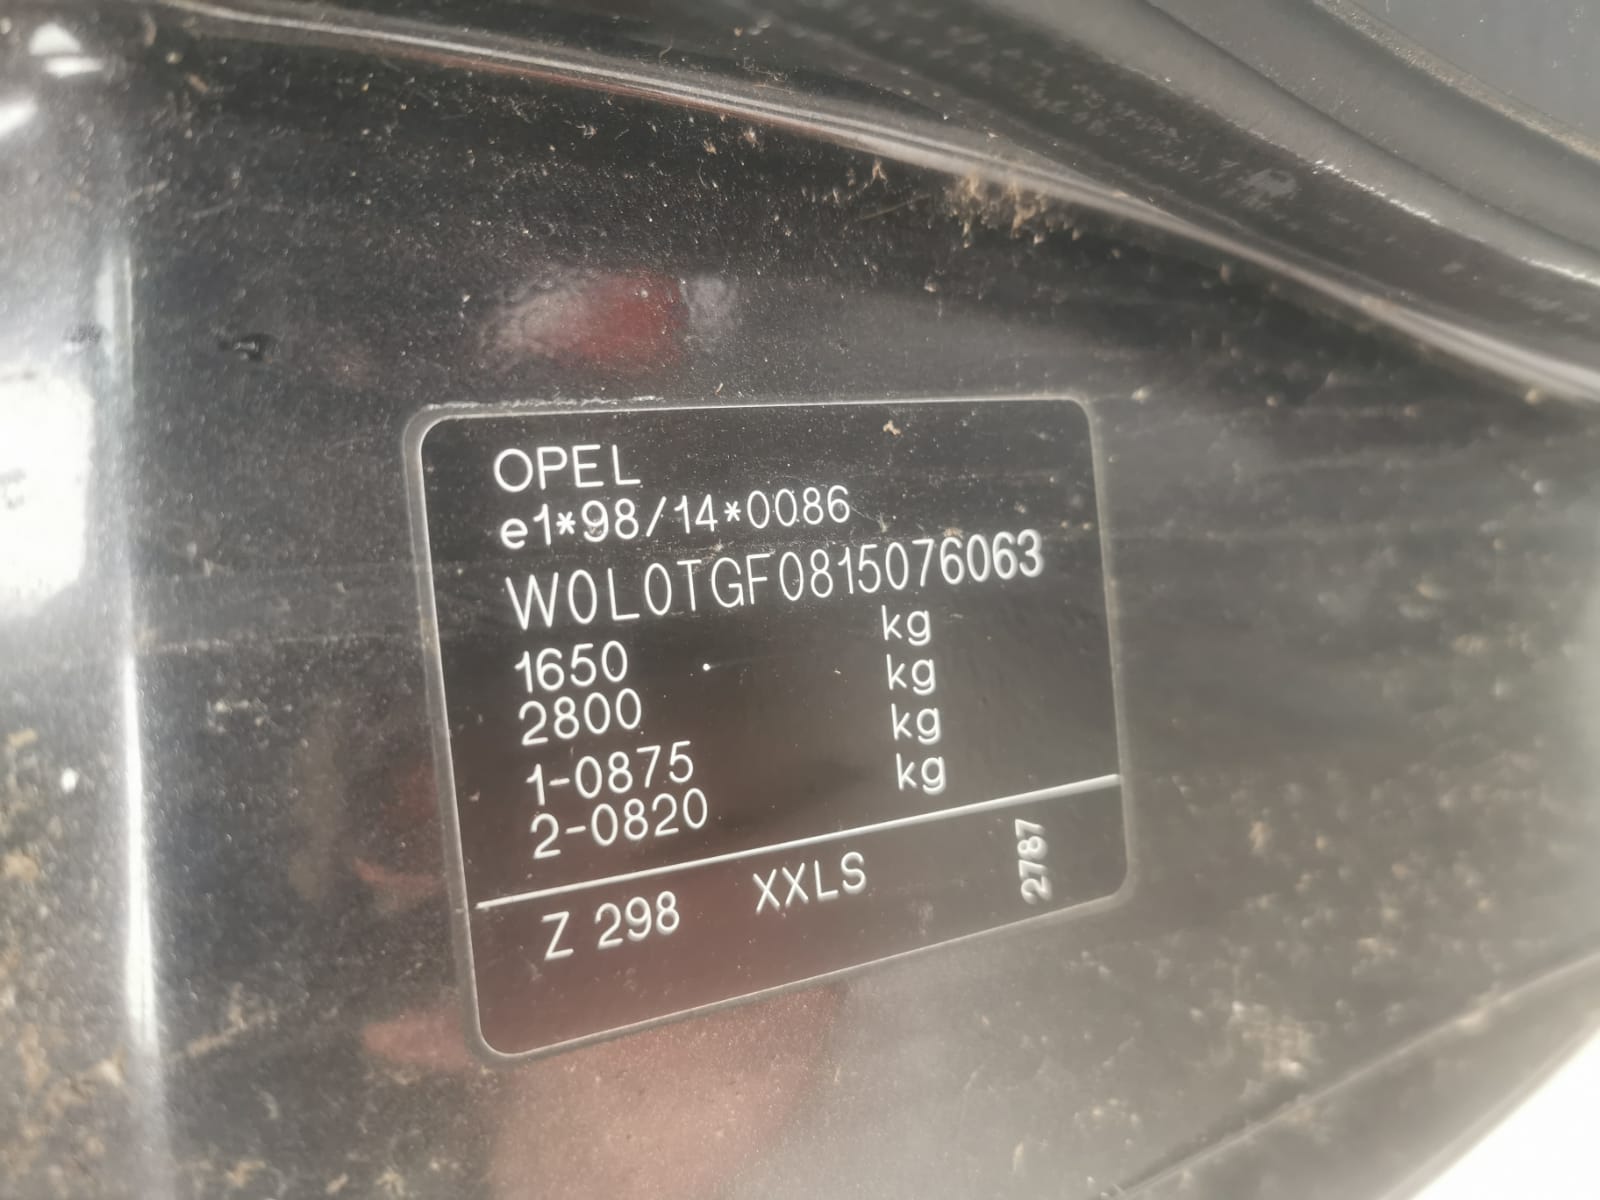 OPEL
e1*98/14*0086
W0L0TGF0815076063
1650 kg
2800 kg
1-0875 kg
2-0820 kg
Z 298 XXLS 2787